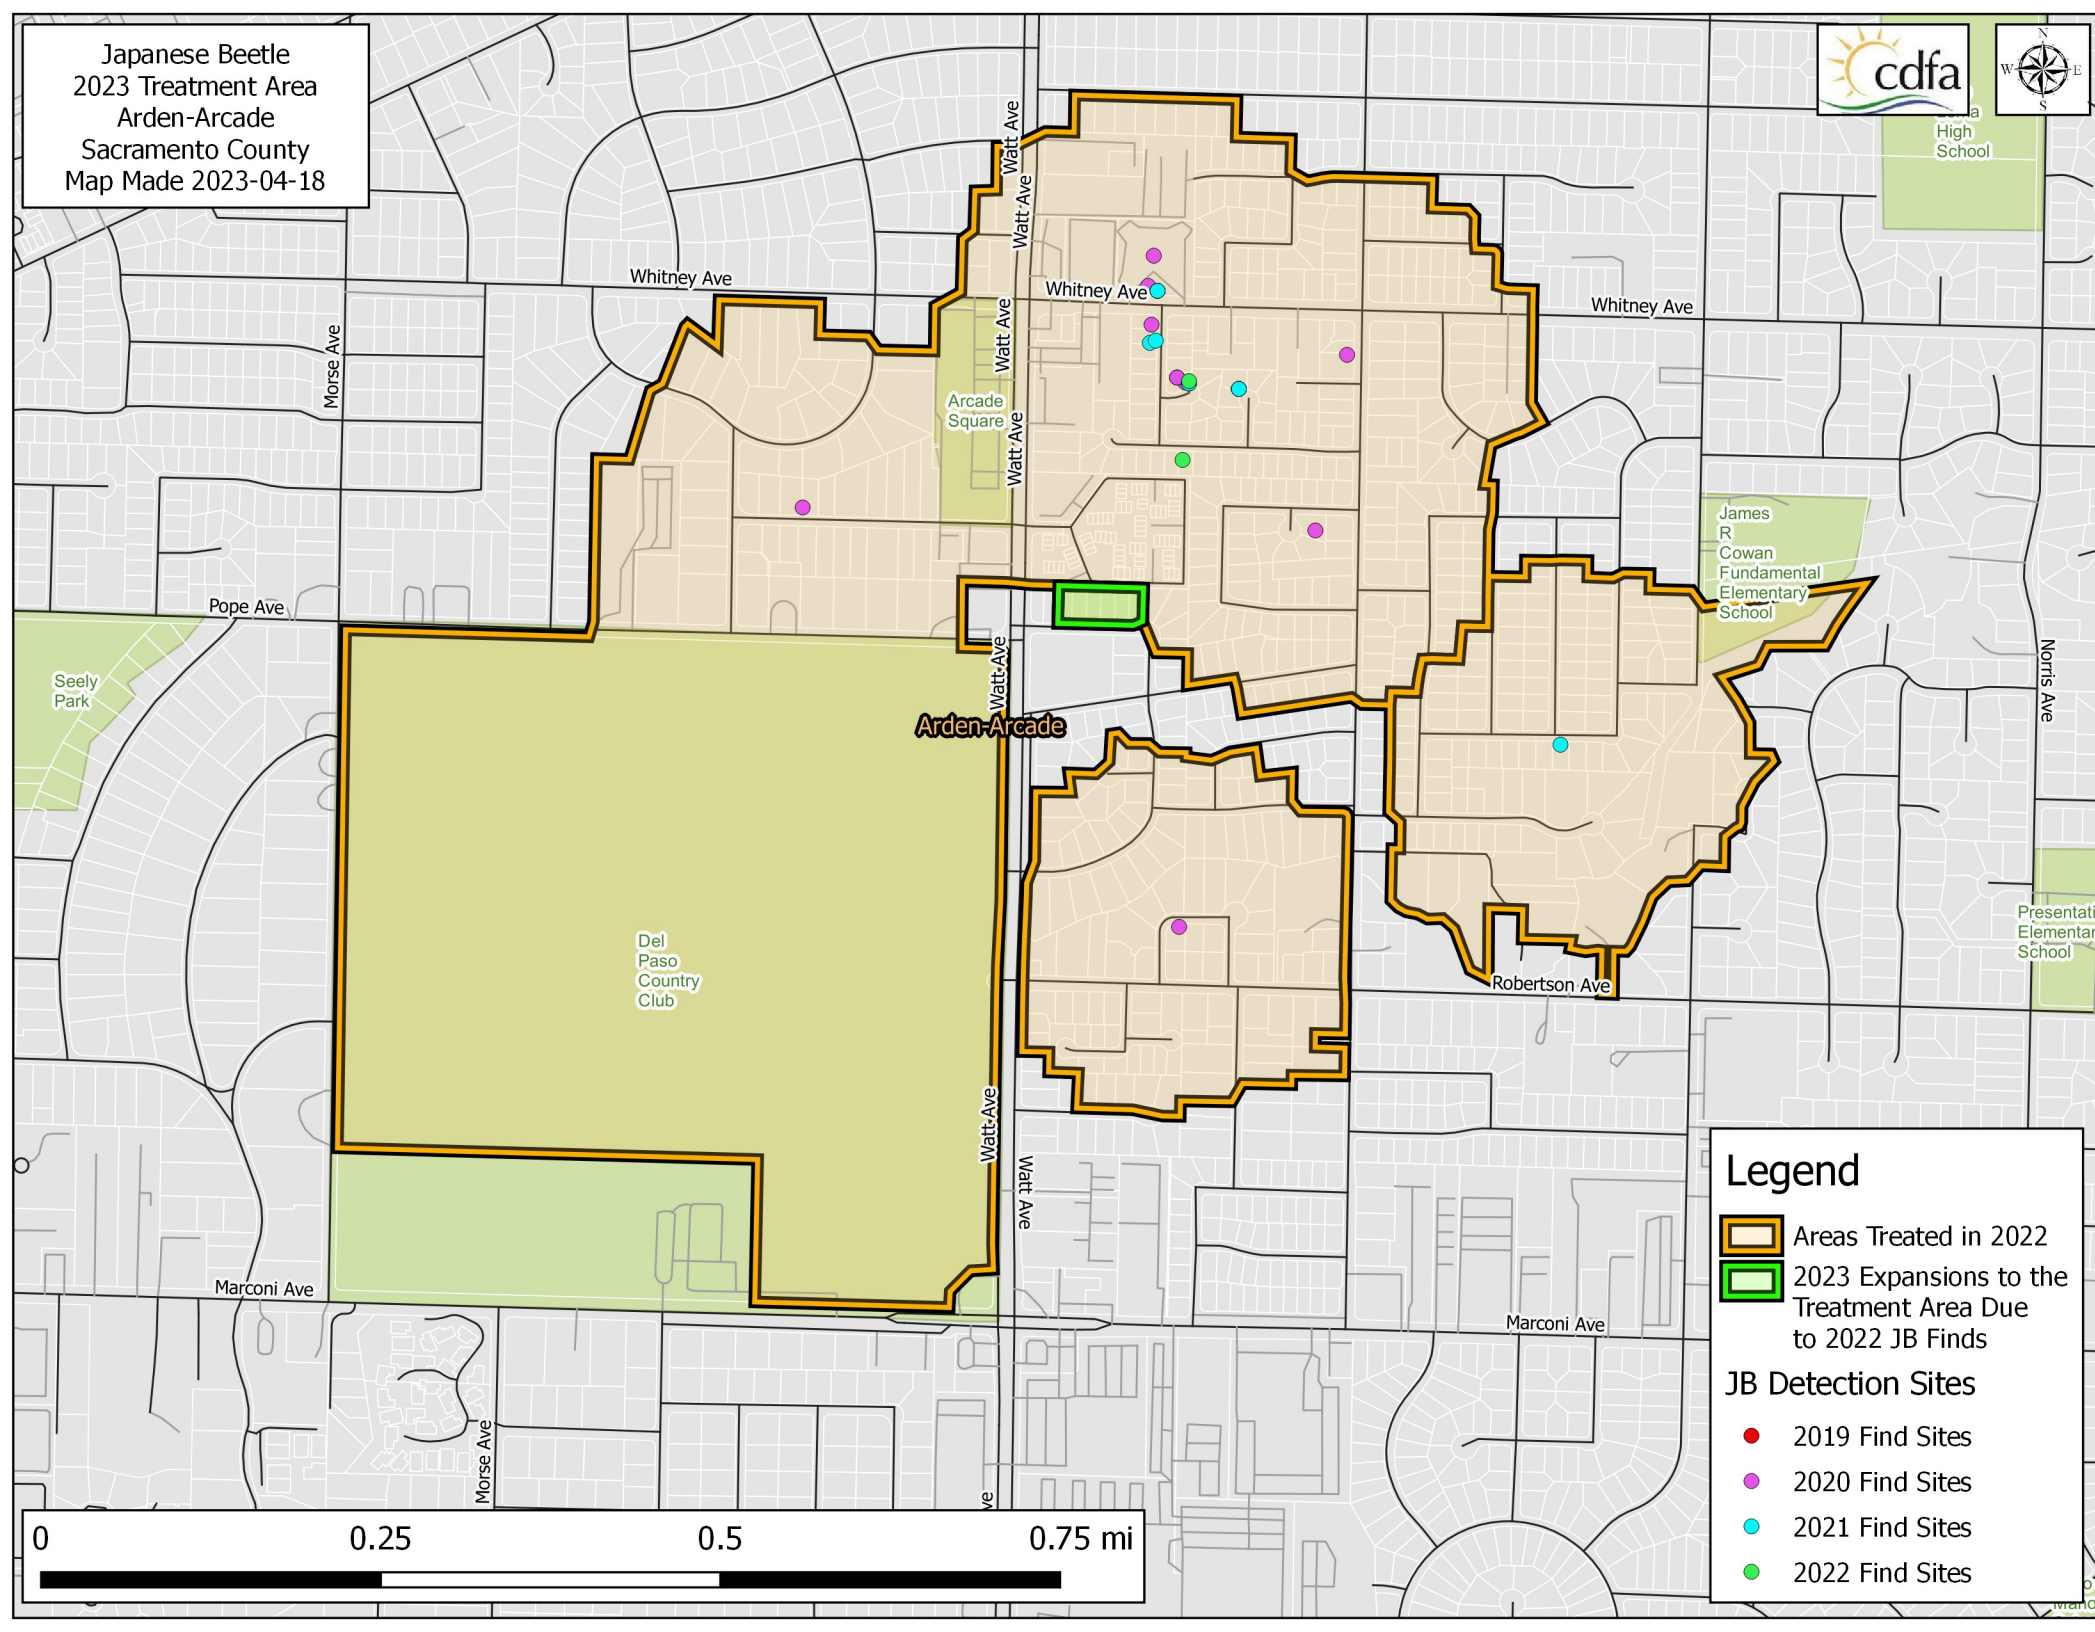 Japanese Beetle
2023 Treatment Area
Arden-Arcade
Sacramento County
Map Made 2023-04-18
cdfa
N
W
E
S
High
School
Watt Ave
Watt Ave
Whitney Ave
Whitney Ave
Whitney Ave
Morse Ave
Watt Ave
Arcade
Square
Watt Ave
James
R
Cowan
Fundamental
Elementary
School
Pope Ave
Seely
Park
Watt Ave
Norris Ave
Arden-Arcade
Del
Paso
Country
Club
Presentati
Elementar
School
Robertson Ave
Watt Ave
Watt Ave
Marconi Ave
Marconi Ave
Morse Ave
ve
Legend
Areas Treated in 2022
2023 Expansions to the
Treatment Area Due
to 2022 JB Finds
JB Detection Sites
2019 Find Sites
2020 Find Sites
2021 Find Sites
2022 Find Sites
0 0.25 0.5 0.75 mi